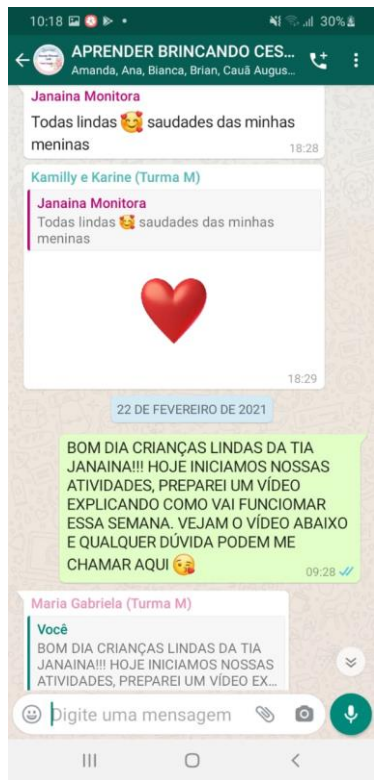 10:18
30%
APRENDER BRINCANDO CES...
Amanda, Ana, Bianca, Brian, Cauã Augus...
Janaina Monitora
Todas lindas 🥰 saudades das minhas
meninas
18:28
Kamilly e Karine (Turma M)
Janaina Monitora
Todas lindas 🥰 saudades das minhas
meninas
18:29
22 DE FEVEREIRO DE 2021
BOM DIA CRIANÇAS LINDAS DA TIA
JANAINA!!! HOJE INICIAMOS NOSSAS
ATIVIDADES, PREPAREI UM VÍDEO
EXPLICANDO COMO VAI FUNCIOMAR
ESSA SEMANA. VEJAM O VÍDEO ABAIXO
E QUALQUER DÚVIDA PODEM ME
CHAMAR AQUI 😘
09:28
Maria Gabriela (Turma M)
Você
BOM DIA CRIANÇAS LINDAS DA TIA
JANAINA!!! HOJE INICIAMOS NOSSAS
ATIVIDADES, PREPAREI UM VÍDEO EX...
Digite uma mensagem